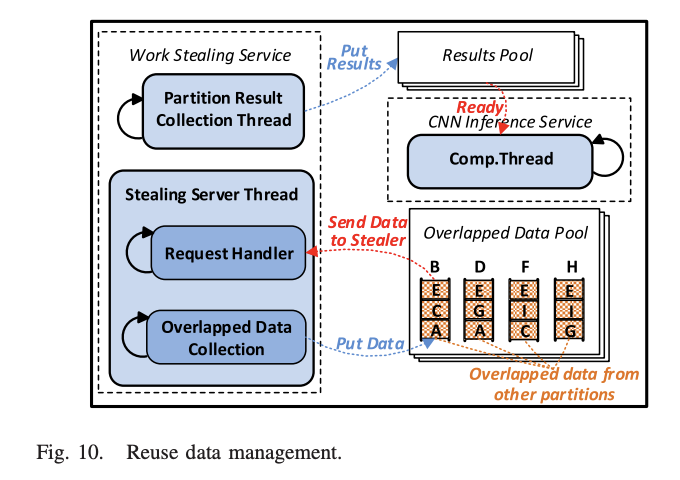 Work Stealing Service
Partition Result
Collection Thread
Put
Results
Results Pool
Ready
CNN Inference Service
Comp.Thread
Stealing Server Thread
Request Handler
Overlapped Data
Collection
Send Data
to Stealer
Put Data
Overlapped Data Pool
B D F H
E E E E
C G I I
A A C G
Overlapped data from
other partitions
Fig. 10. Reuse data management.